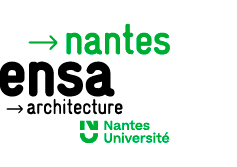 →nantes
ensa
→architecture
Nantes
Université